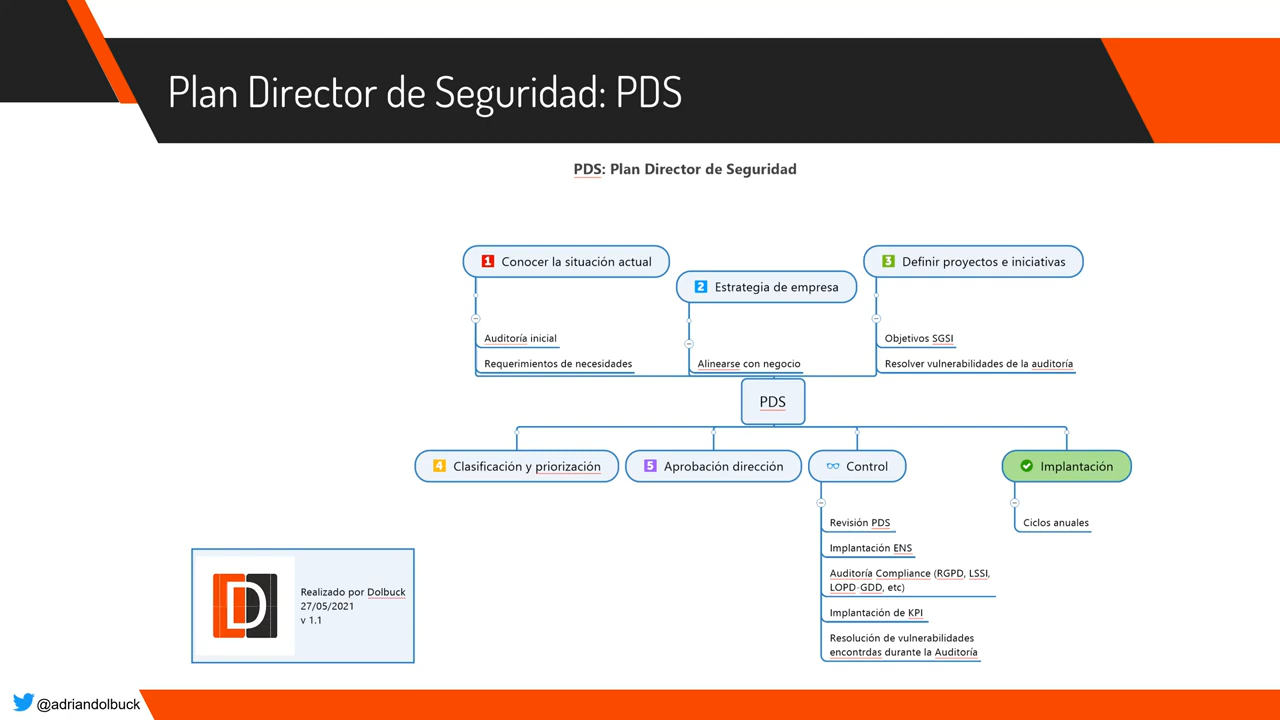 Plan Director de Seguridad: PDS
PDS: Plan Director de Seguridad
1 Conocer la situación actual
Auditoría inicial
Requerimientos de necesidades
2 Estrategia de empresa
Alinearse con negocio
3 Definir proyectos e iniciativas
Objetivos SGSI
Resolver vulnerabilidades de la auditoría
PDS
4 Clasificación y priorización
5 Aprobación dirección
Control
Revisión PDS
Implantación ENS
Auditoría Compliance (RGPD, LSSI,
LOPD-GDD, etc)
Implantación de KPI
Resolución de vulnerabilidades
encontrdas durante la Auditoría
Implantación
Ciclos anuales
D
Realizado por Dolbuck
27/05/2021
v 1.1
@adriandolbuck